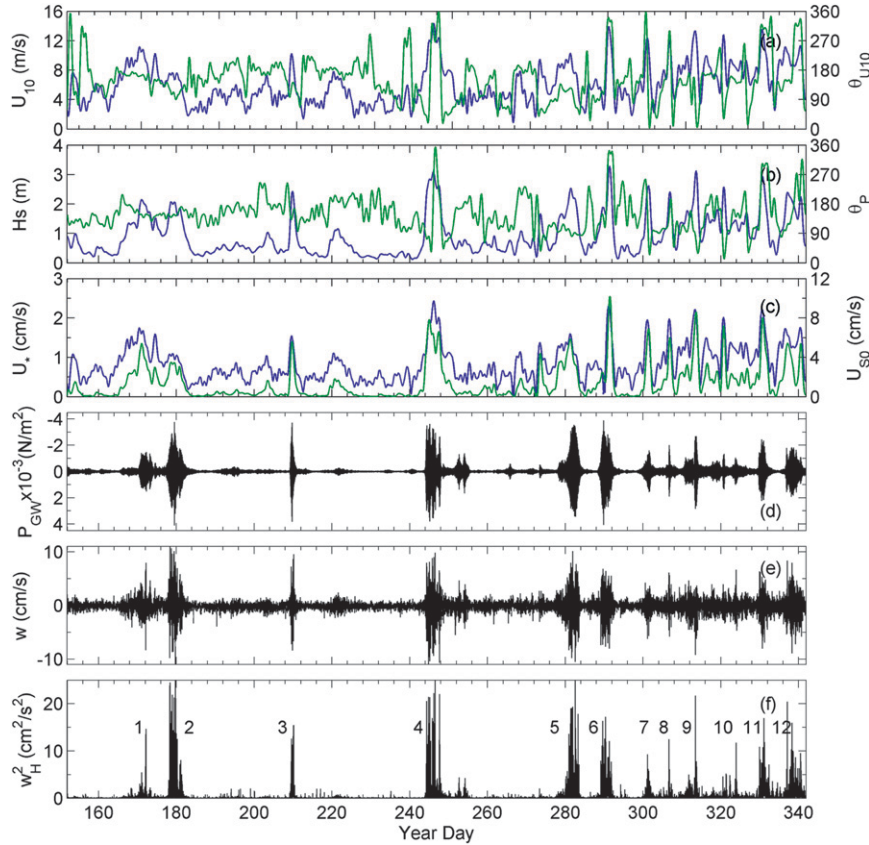 16 360
12 270
8 180
4 90
0 0
U10 (m/s) (a) θU10
4 360
3 270
2 180
1 90
0 0
Hs (m) (b) θP
3 12
2 8
1 4
0 0
U* (cm/s) (c) US0 (cm/s)
-4
-2
0
2
4
PGW x10-3 (N/m2) (d)
10
0
-10
w (cm/s) (e)
20
10
0
w2H (cm2/s2) (f)
1 2 3 4 5 6 7 8 9 10 11 12
160 180 200 220 240 260 280 300 320 340
Year Day